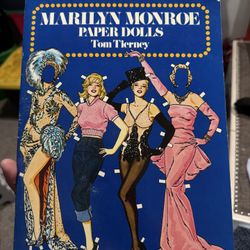 MARILYN MONROE
PAPER DOLLS
Tom Tierney